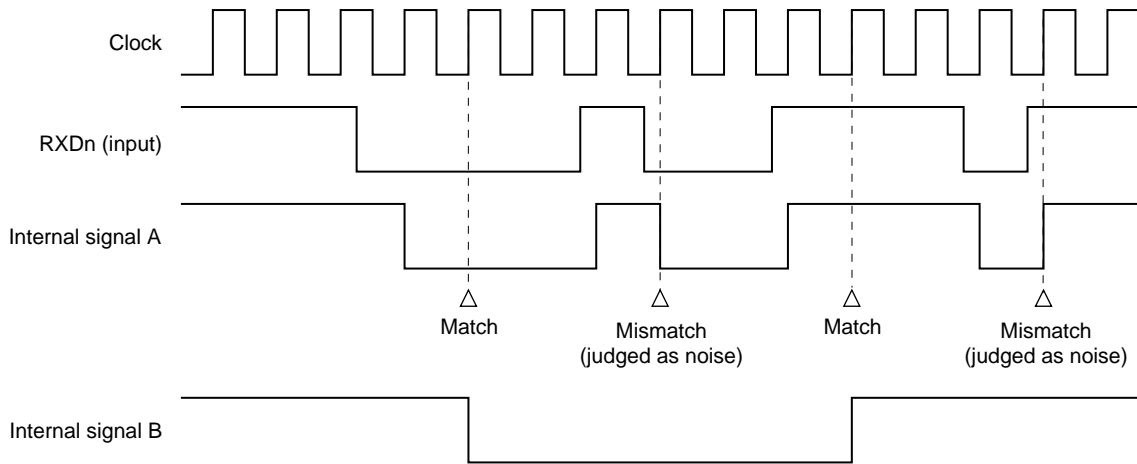 Clock
RXDn (input)
Internal signal A
Match
Mismatch
(judged as noise)
Match
Mismatch
(judged as noise)
Internal signal B